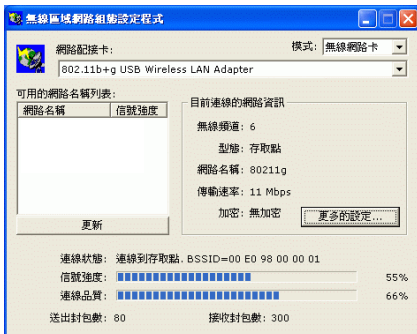 無線區域網路組態設定程式
網路配接卡:
模式: 無線網路卡
802.11b+g USB Wireless LAN Adapter
可用的網路名稱列表:
網路名稱 信號強度
更新
目前連線的網路資訊
無線頻道: 6
型態: 存取點
網路名稱: 80211g
傳輸速率: 11 Mbps
加密: 無加密
更多的設定...
連線狀態: 連線到存取點. BSSID=00 E0 98 00 00 01
信號強度: 55%
連線品質: 66%
送出封包數: 80 接收封包數: 300